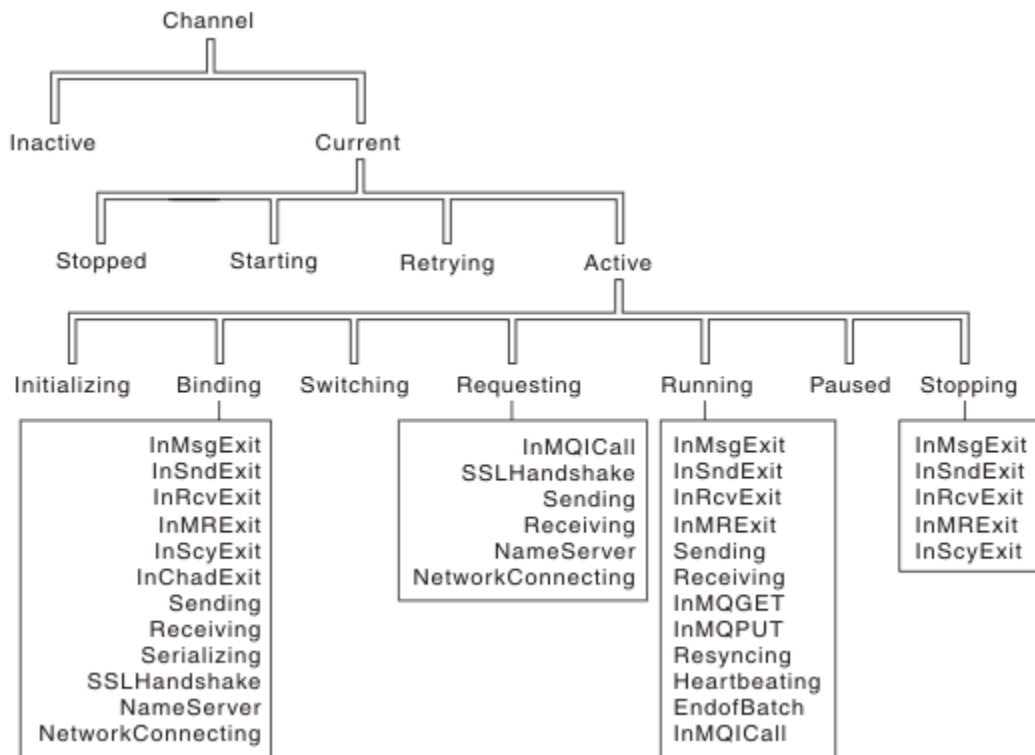 Channel
Inactive
Current
Stopped
Starting
Retrying
Active
Initializing
Binding
Switching
Requesting
Running
Paused
Stopping
InMsgExit
InSndExit
InRcvExit
InMRExit
InScyExit
InChadExit
Sending
Receiving
Serializing
SSLHandshake
NameServer
NetworkConnecting
InMQICall
SSLHandshake
Sending
Receiving
NameServer
NetworkConnecting
InMsgExit
InSndExit
InRcvExit
InMRExit
Sending
Receiving
InMQGET
InMQPUT
Resyncing
Heartbeating
EndofBatch
InMQICall
InMsgExit
InSndExit
InRcvExit
InMRExit
InScyExit